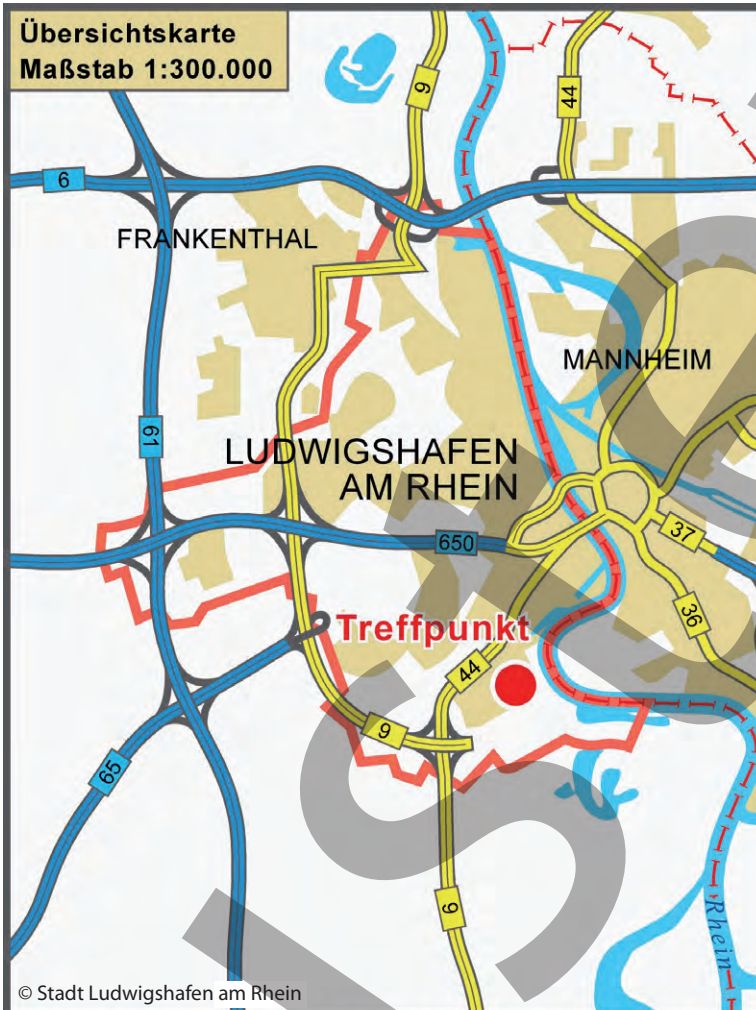 Übersichtskarte
Maßstab 1:300.000
9
44
6
FRANKENTHAL
MANNHEIM
61
LUDWIGSHAFEN
AM RHEIN
650
37
36
Treffpunkt
44
9
65
9
Rhein
© Stadt Ludwigshafen am Rhein